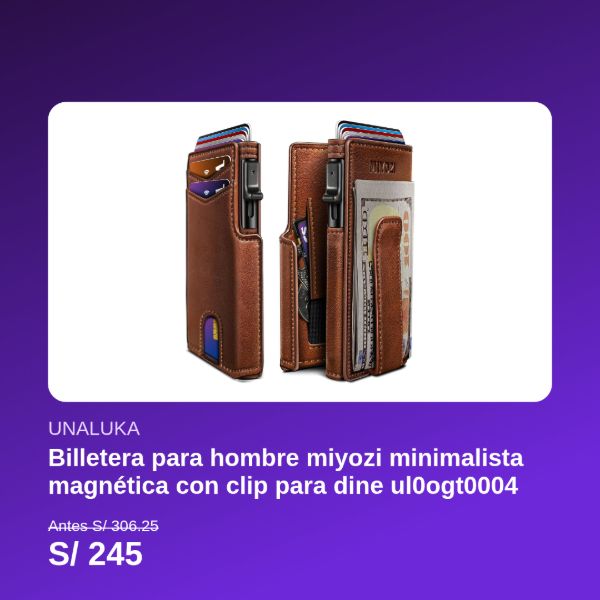 UNALUKA
Billetera para hombre miyozi minimalista
magnética con clip para dine ul0ogt0004
Antes S/ 306.25
S/ 245